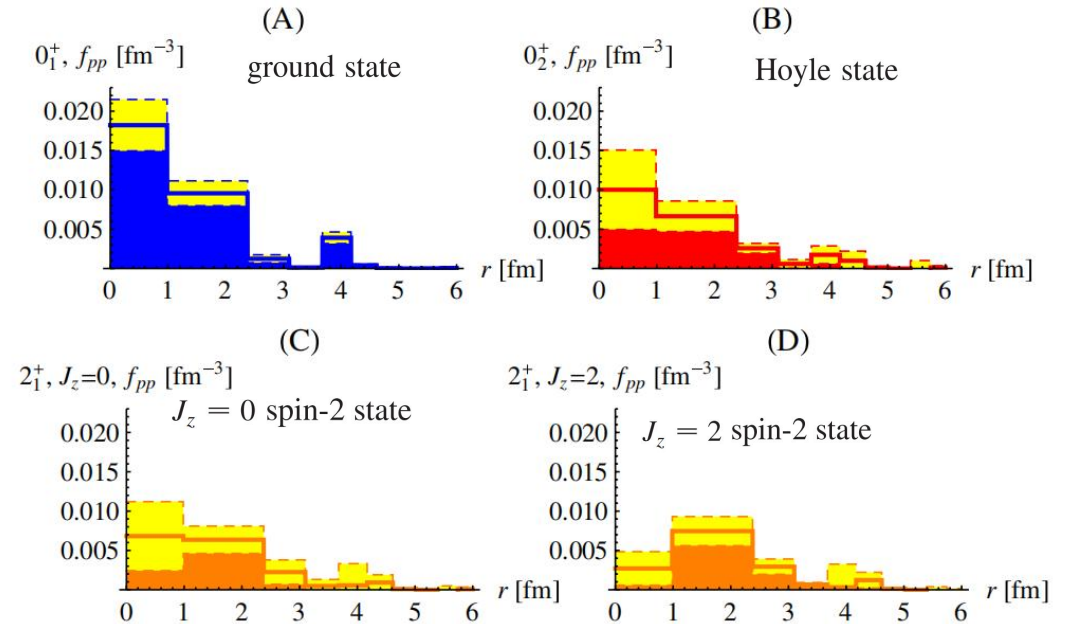 (A)
0₁⁺, f_pp [fm⁻³]
ground state
0.020
0.015
0.010
0.005
0 1 2 3 4 5 6
r [fm]
(B)
0₂⁺, f_pp [fm⁻³]
Hoyle state
0.020
0.015
0.010
0.005
0 1 2 3 4 5 6
r [fm]
(C)
2₁⁺, J_z=0, f_pp [fm⁻³]
J_z = 0 spin-2 state
0.020
0.015
0.010
0.005
0 1 2 3 4 5 6
r [fm]
(D)
2₁⁺, J_z=2, f_pp [fm⁻³]
J_z = 2 spin-2 state
0.020
0.015
0.010
0.005
0 1 2 3 4 5 6
r [fm]